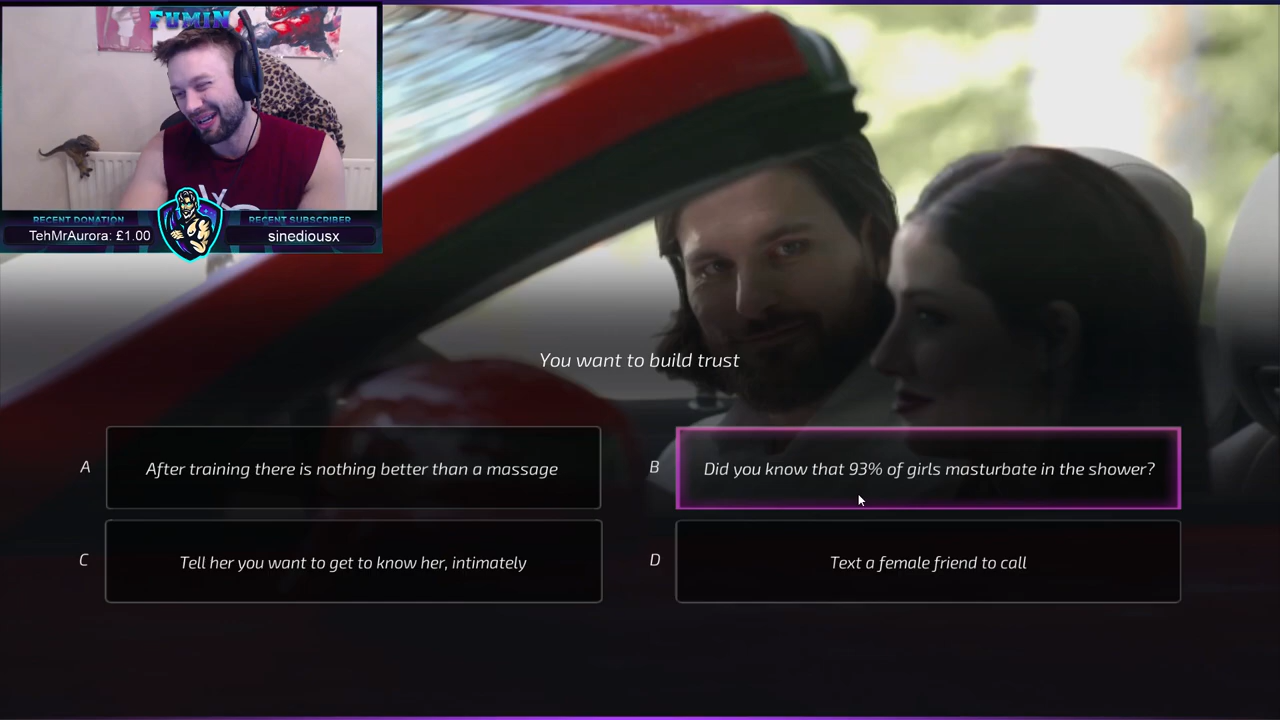 FUMIN
RECENT DONATION
RECENT SUBSCRIBER
TehMrAurora: £1.00
sinediousx
You want to build trust
A
After training there is nothing better than a massage
B
Did you know that 93% of girls masturbate in the shower?
C
Tell her you want to get to know her, intimately
D
Text a female friend to call